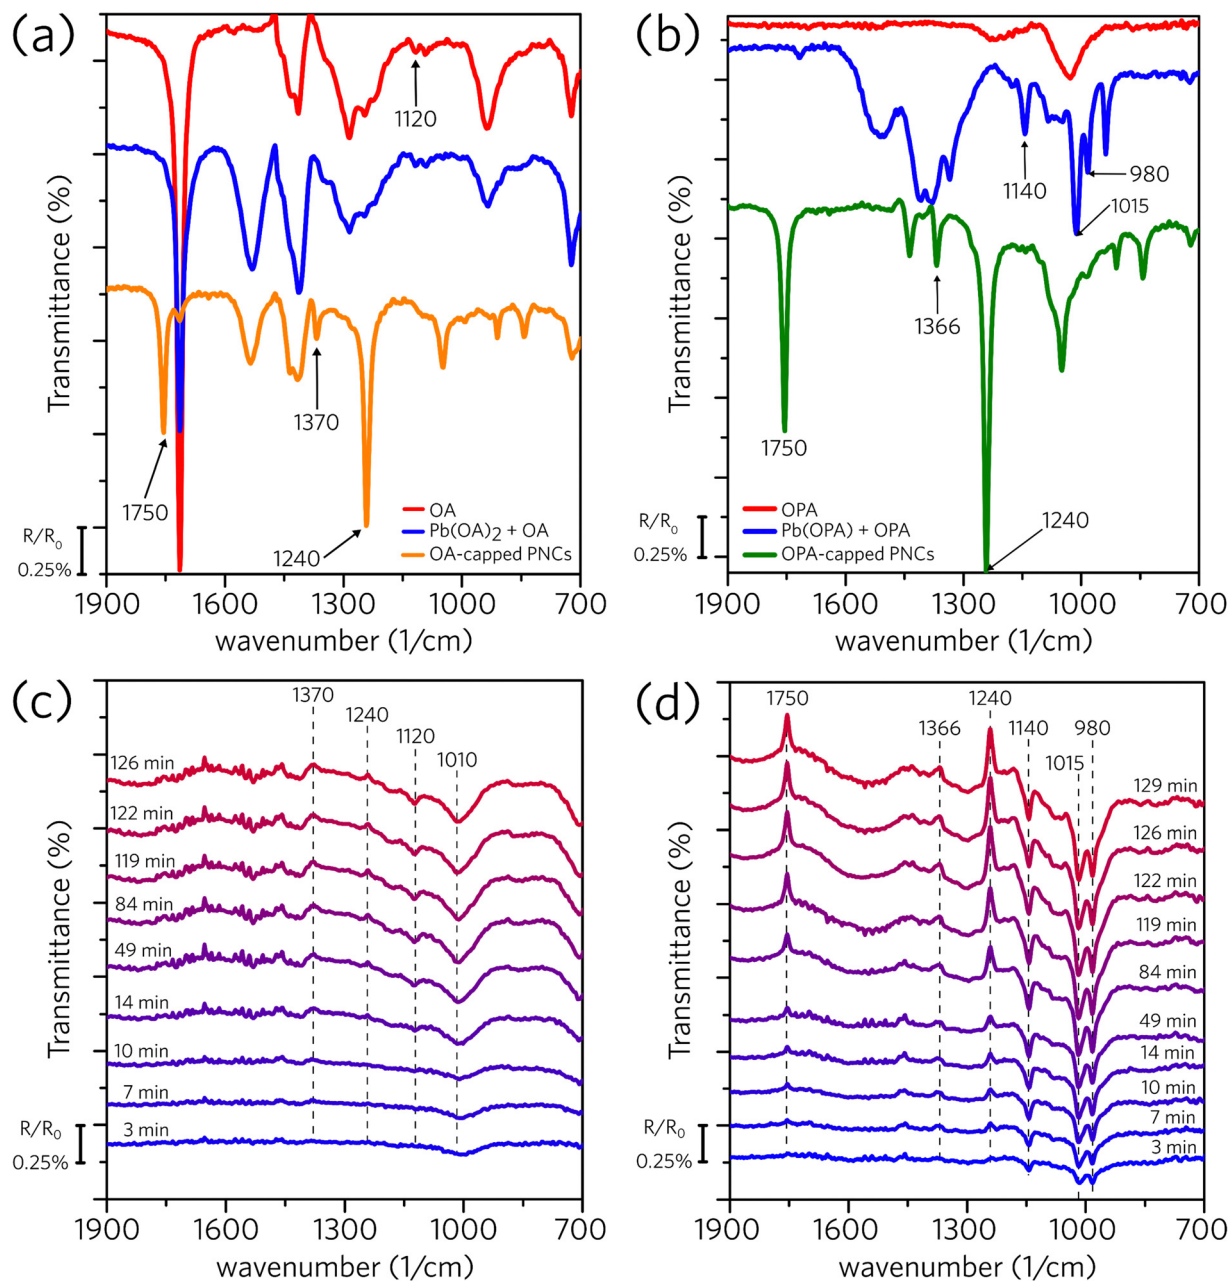 (a)
Transmittance (%)
1120
1370
1750
1240
OA
Pb(OA)2 + OA
OA-capped PNCs
R/R0
0.25%
1900 1600 1300 1000 700
wavenumber (1/cm)
(b)
Transmittance (%)
1140
980
1015
1366
1750
1240
OPA
Pb(OPA) + OPA
OPA-capped PNCs
R/R0
0.25%
1900 1600 1300 1000 700
wavenumber (1/cm)
(c)
Transmittance (%)
1370
1240
1120
1010
126 min
122 min
119 min
84 min
49 min
14 min
10 min
7 min
3 min
R/R0
0.25%
1900 1600 1300 1000 700
wavenumber (1/cm)
(d)
Transmittance (%)
1750
1366
1240
1140
1015
980
129 min
126 min
122 min
119 min
84 min
49 min
14 min
10 min
7 min
3 min
R/R0
0.25%
1900 1600 1300 1000 700
wavenumber (1/cm)